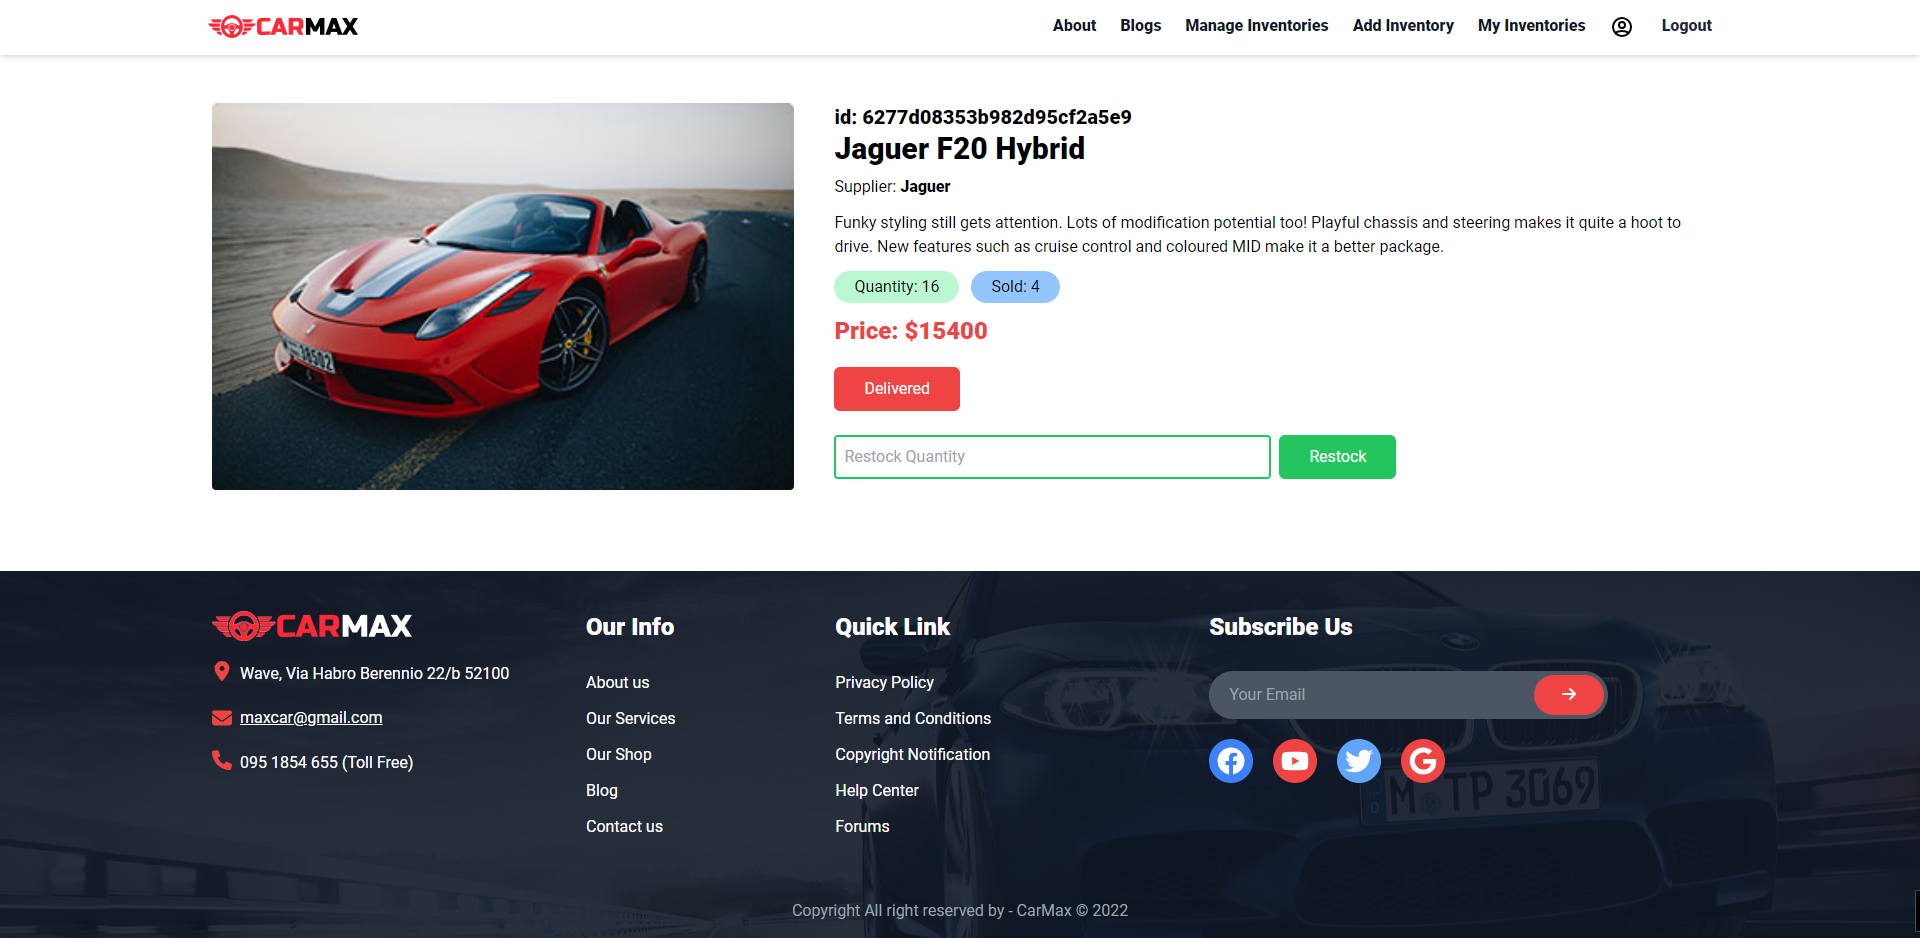 CARMAX
About Blogs Manage Inventories Add Inventory My Inventories Logout
id: 6277d08353b982d95cf2a5e9
Jaguer F20 Hybrid
Supplier: Jaguer
Funky styling still gets attention. Lots of modification potential too! Playful chassis and steering makes it quite a hoot to
drive. New features such as cruise control and coloured MID make it a better package.
Quantity: 16 Sold: 4
Price: $15400
Delivered
Restock Quantity Restock
38502
CARMAX
Wave, Via Habro Berennio 22/b 52100
maxcar@gmail.com
095 1854 655 (Toll Free)
Our Info
About us
Our Services
Our Shop
Blog
Contact us
Quick Link
Privacy Policy
Terms and Conditions
Copyright Notification
Help Center
Forums
Subscribe Us
Your Email
M TP 3069
D
Copyright All right reserved by - CarMax © 2022